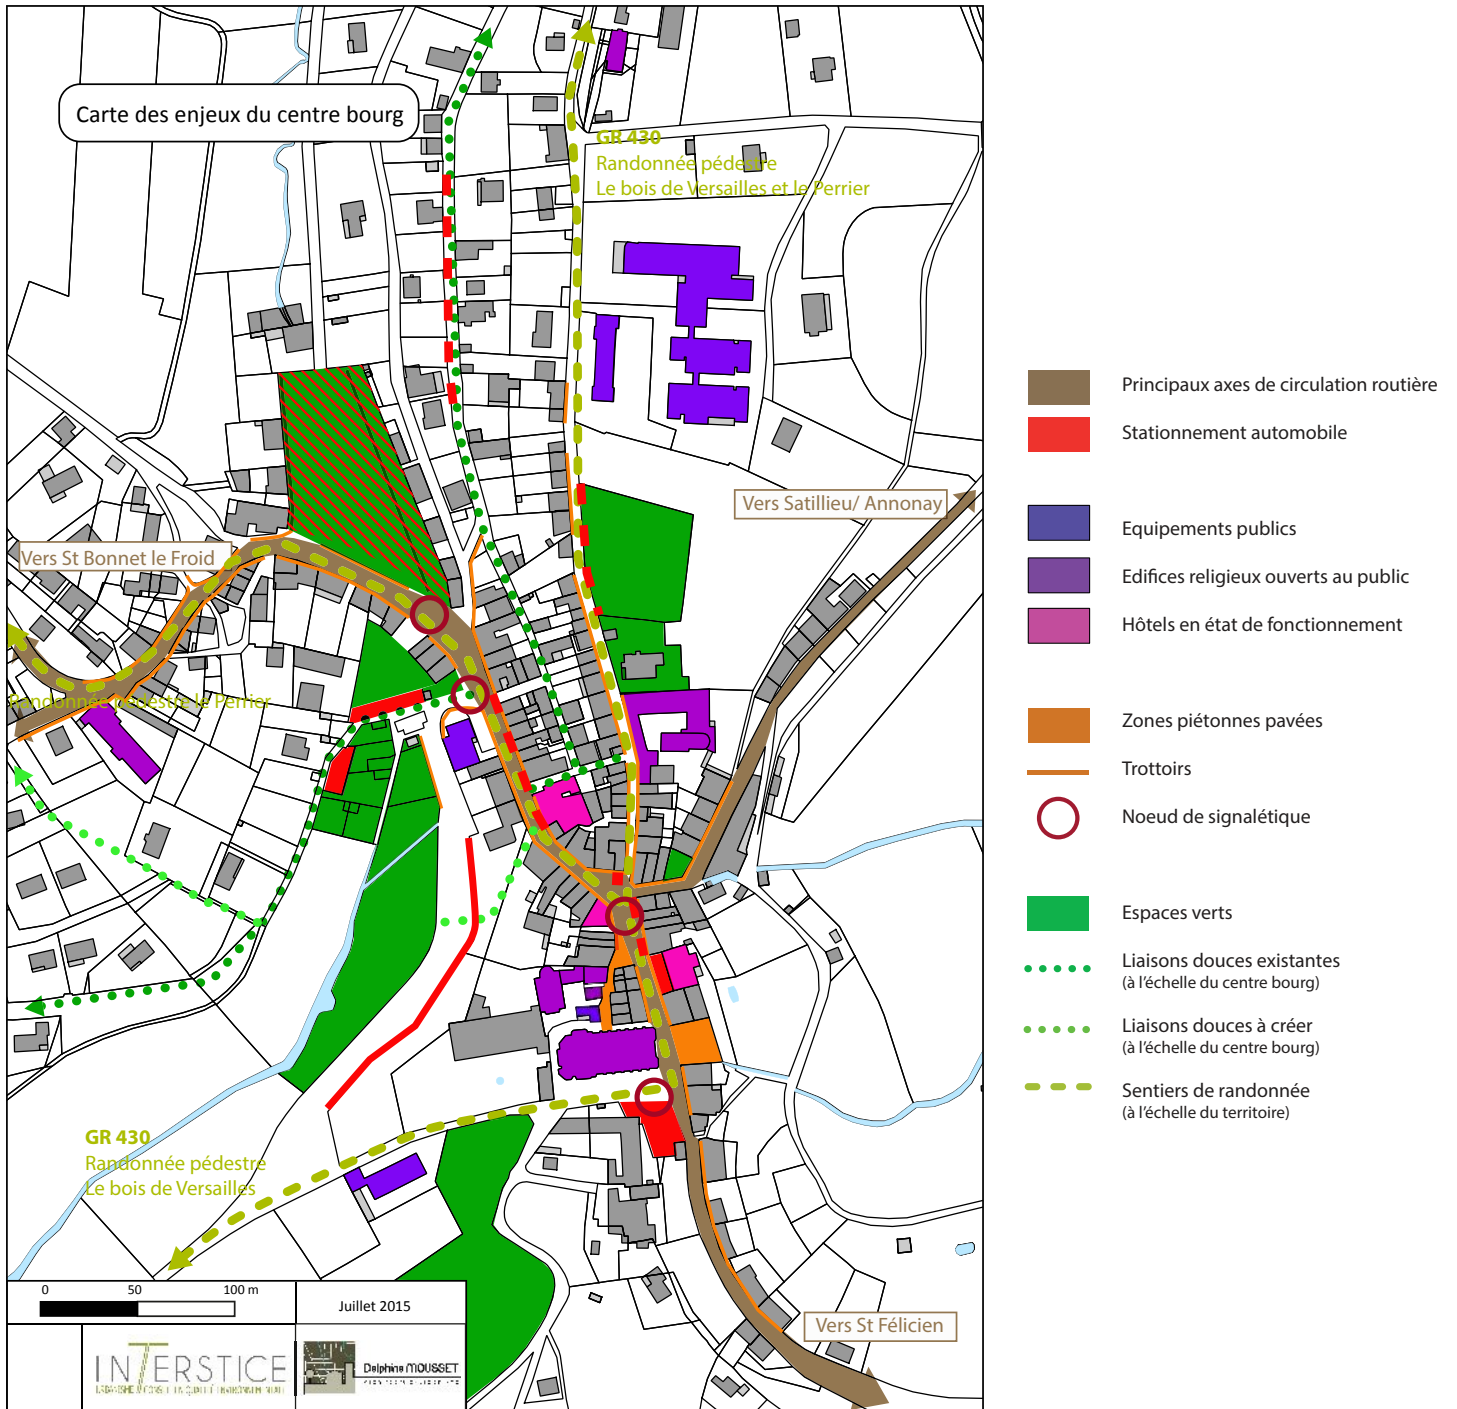 Carte des enjeux du centre bourg
GR 430
Randonnée pédestre
Le bois de Versailles et le Perrier
Vers Satillieu/ Annonay
Vers St Bonnet le Froid
Randonnée pédestre le Perrier
GR 430
Randonnée pédestre
Le bois de Versailles
Vers St Félicien
0 50 100 m
Juillet 2015
INTERSTICE
Delphine MOUSSET
Principaux axes de circulation routière
Stationnement automobile
Equipements publics
Edifices religieux ouverts au public
Hôtels en état de fonctionnement
Zones piétonnes pavées
Trottoirs
Noeud de signalétique
Espaces verts
Liaisons douces existantes
(à l'échelle du centre bourg)
Liaisons douces à créer
(à l'échelle du centre bourg)
Sentiers de randonnée
(à l'échelle du territoire)